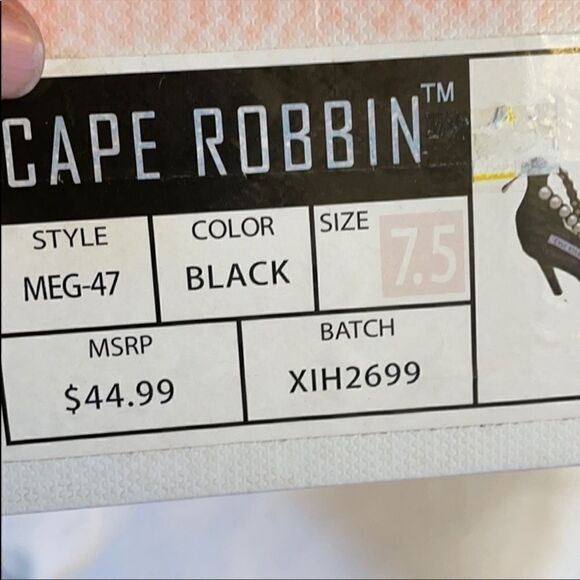 CAPE ROBBIN™
STYLE
MEG-47
COLOR
BLACK
SIZE
7.5
MSRP
$44.99
BATCH
XIH2699